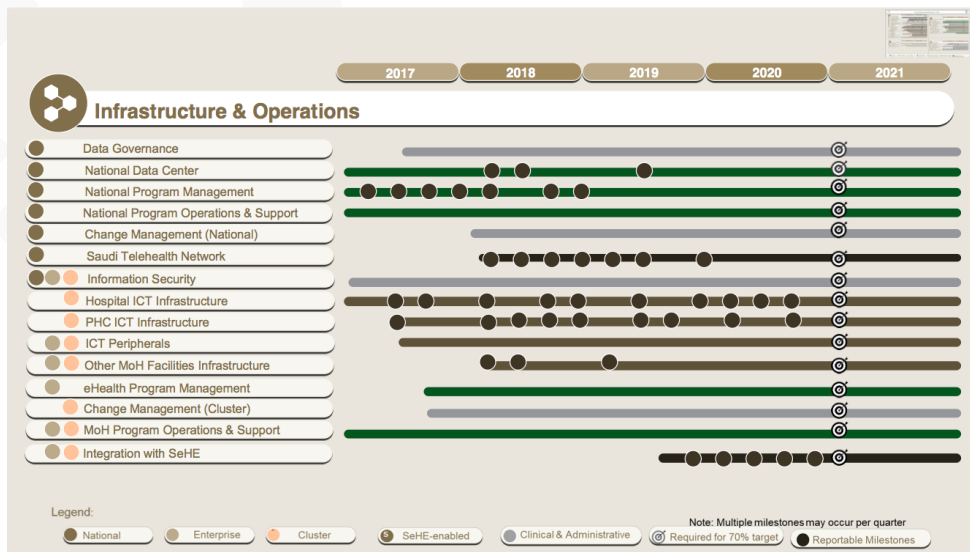 2017 2018 2019 2020 2021
Infrastructure & Operations
Data Governance
National Data Center
National Program Management
National Program Operations & Support
Change Management (National)
Saudi Telehealth Network
Information Security
Hospital ICT Infrastructure
PHC ICT Infrastructure
ICT Peripherals
Other MoH Facilities Infrastructure
eHealth Program Management
Change Management (Cluster)
MoH Program Operations & Support
Integration with SeHE
Legend:
Note: Multiple milestones may occur per quarter
National Enterprise Cluster S SeHE-enabled Clinical & Administrative Required for 70% target Reportable Milestones